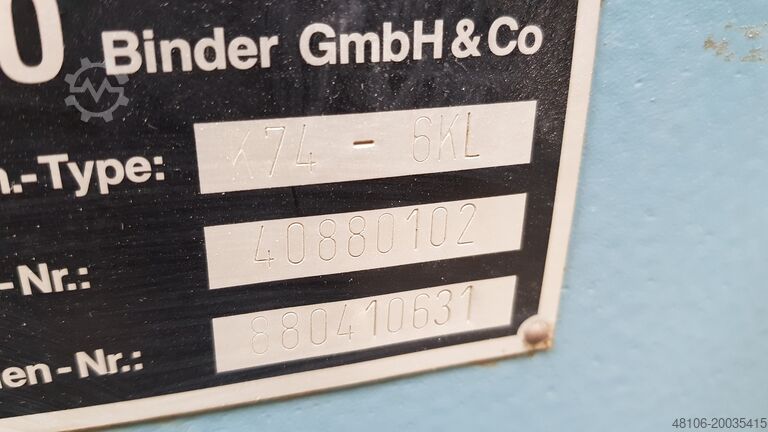 O Binder GmbH & Co
n.-Type: K74 - 6KL
-Nr.: 40880102
en-Nr.: 880410631
48106-20035415